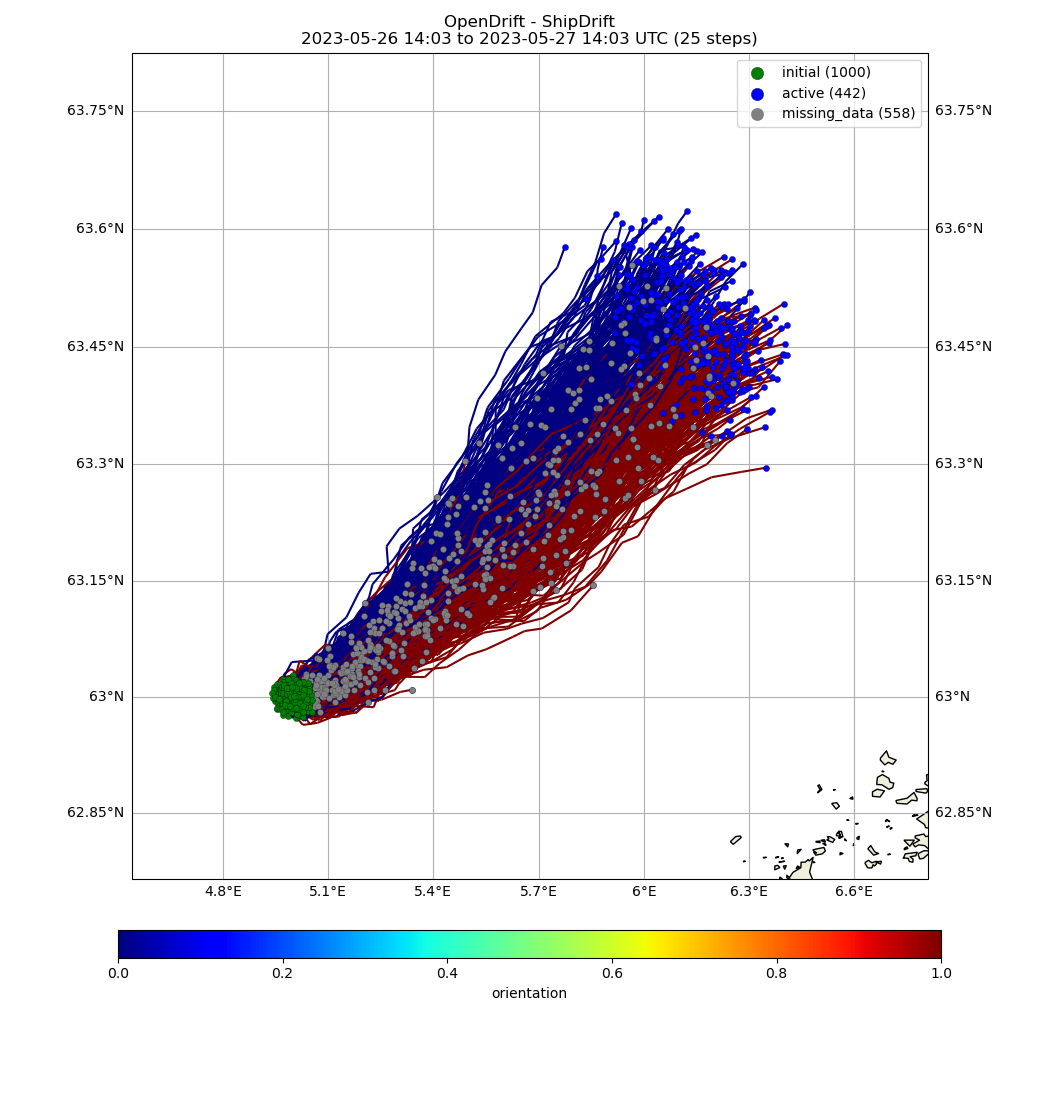 OpenDrift - ShipDrift
2023-05-26 14:03 to 2023-05-27 14:03 UTC (25 steps)
initial (1000)
active (442)
missing_data (558)
63.75°N
63.75°N
63.6°N
63.6°N
63.45°N
63.45°N
63.3°N
63.3°N
63.15°N
63.15°N
63°N
63°N
62.85°N
62.85°N
4.8°E 5.1°E 5.4°E 5.7°E 6°E 6.3°E 6.6°E
0.0 0.2 0.4 0.6 0.8 1.0
orientation